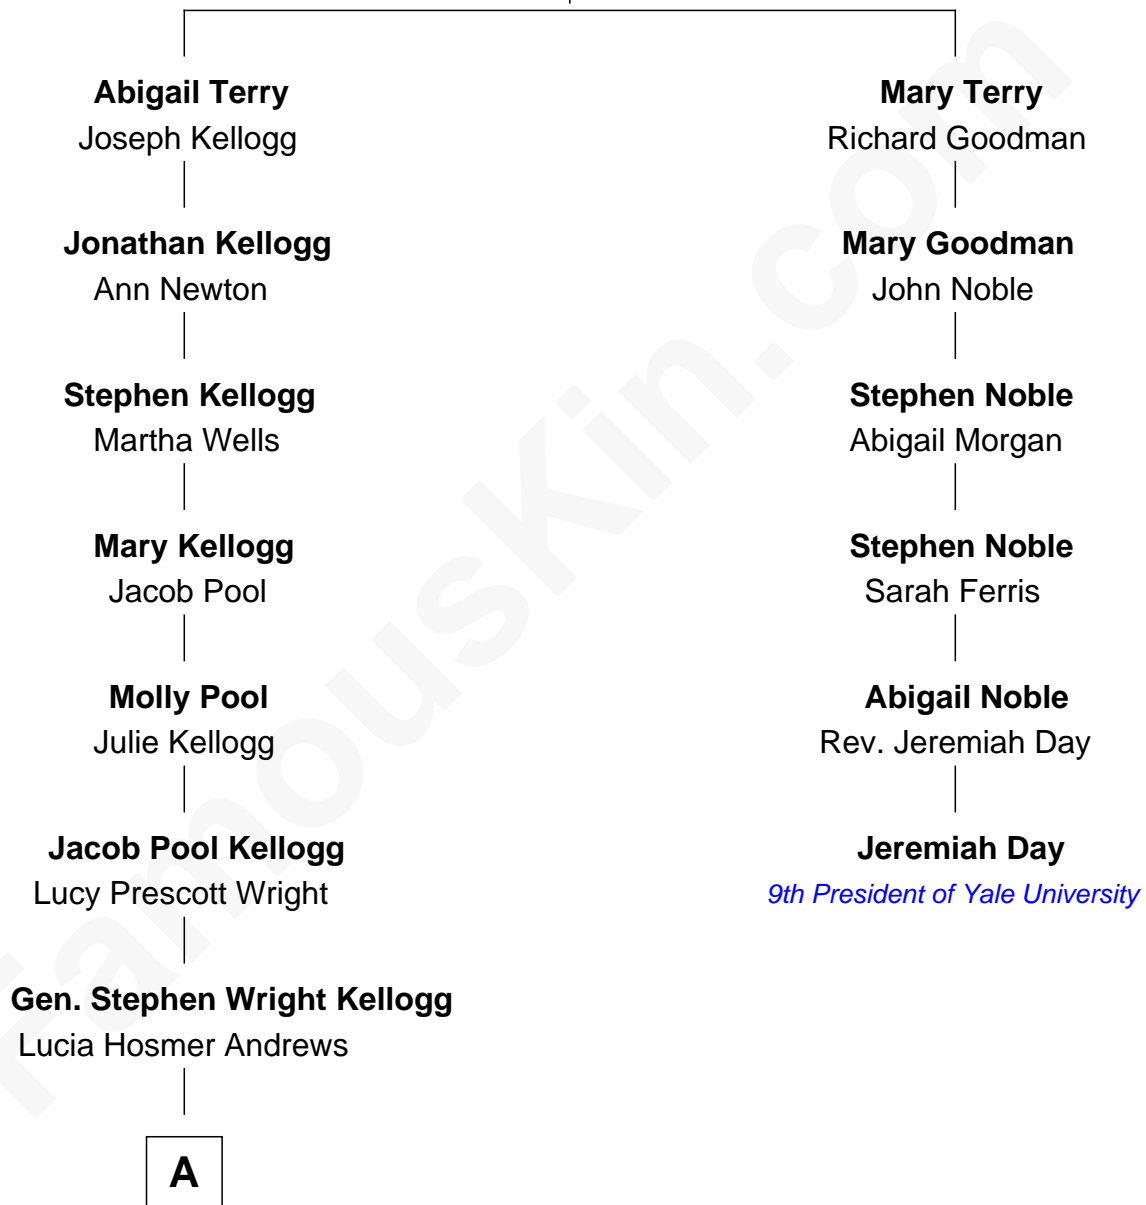 Abigail Terry
Joseph Kellogg
Jonathan Kellogg
Ann Newton
Stephen Kellogg
Martha Wells
Mary Kellogg
Jacob Pool
Molly Pool
Julie Kellogg
Jacob Pool Kellogg
Lucy Prescott Wright
Gen. Stephen Wright Kellogg
Lucia Hosmer Andrews
A
Mary Terry
Richard Goodman
Mary Goodman
John Noble
Stephen Noble
Abigail Morgan
Stephen Noble
Sarah Ferris
Abigail Noble
Rev. Jeremiah Day
Jeremiah Day
9th President of Yale University
FamousKin.com